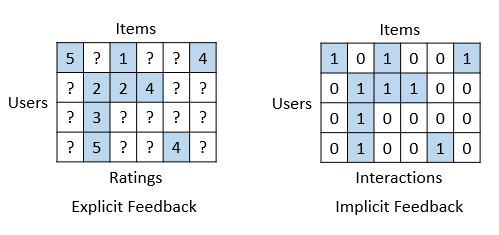 Items
5 ? 1 ? ? 4
? 2 2 4 ? ?
Users
? 3 ? ? ? ?
? 5 ? ? 4 ?
Ratings
Explicit Feedback
Items
1 0 1 0 0 1
0 1 1 1 0 0
Users
0 1 0 0 0 0
0 1 0 0 1 0
Interactions
Implicit Feedback